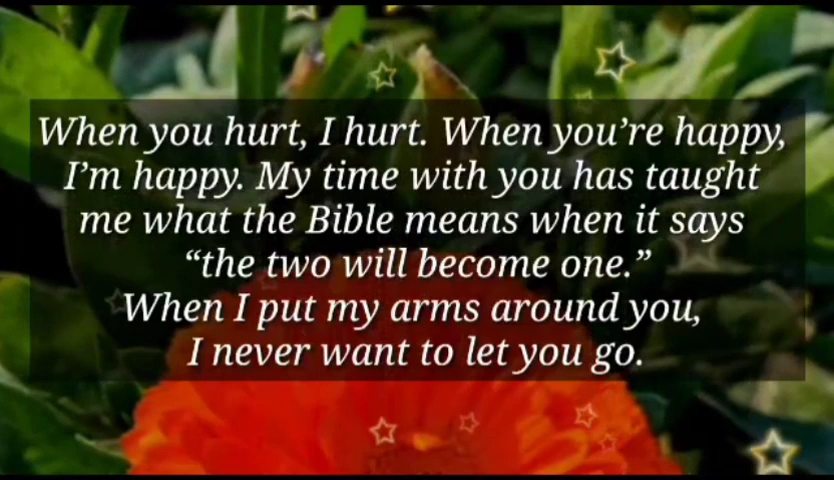 When you hurt, I hurt. When you’re happy,
I’m happy. My time with you has taught
me what the Bible means when it says
“the two will become one.”
When I put my arms around you,
I never want to let you go.